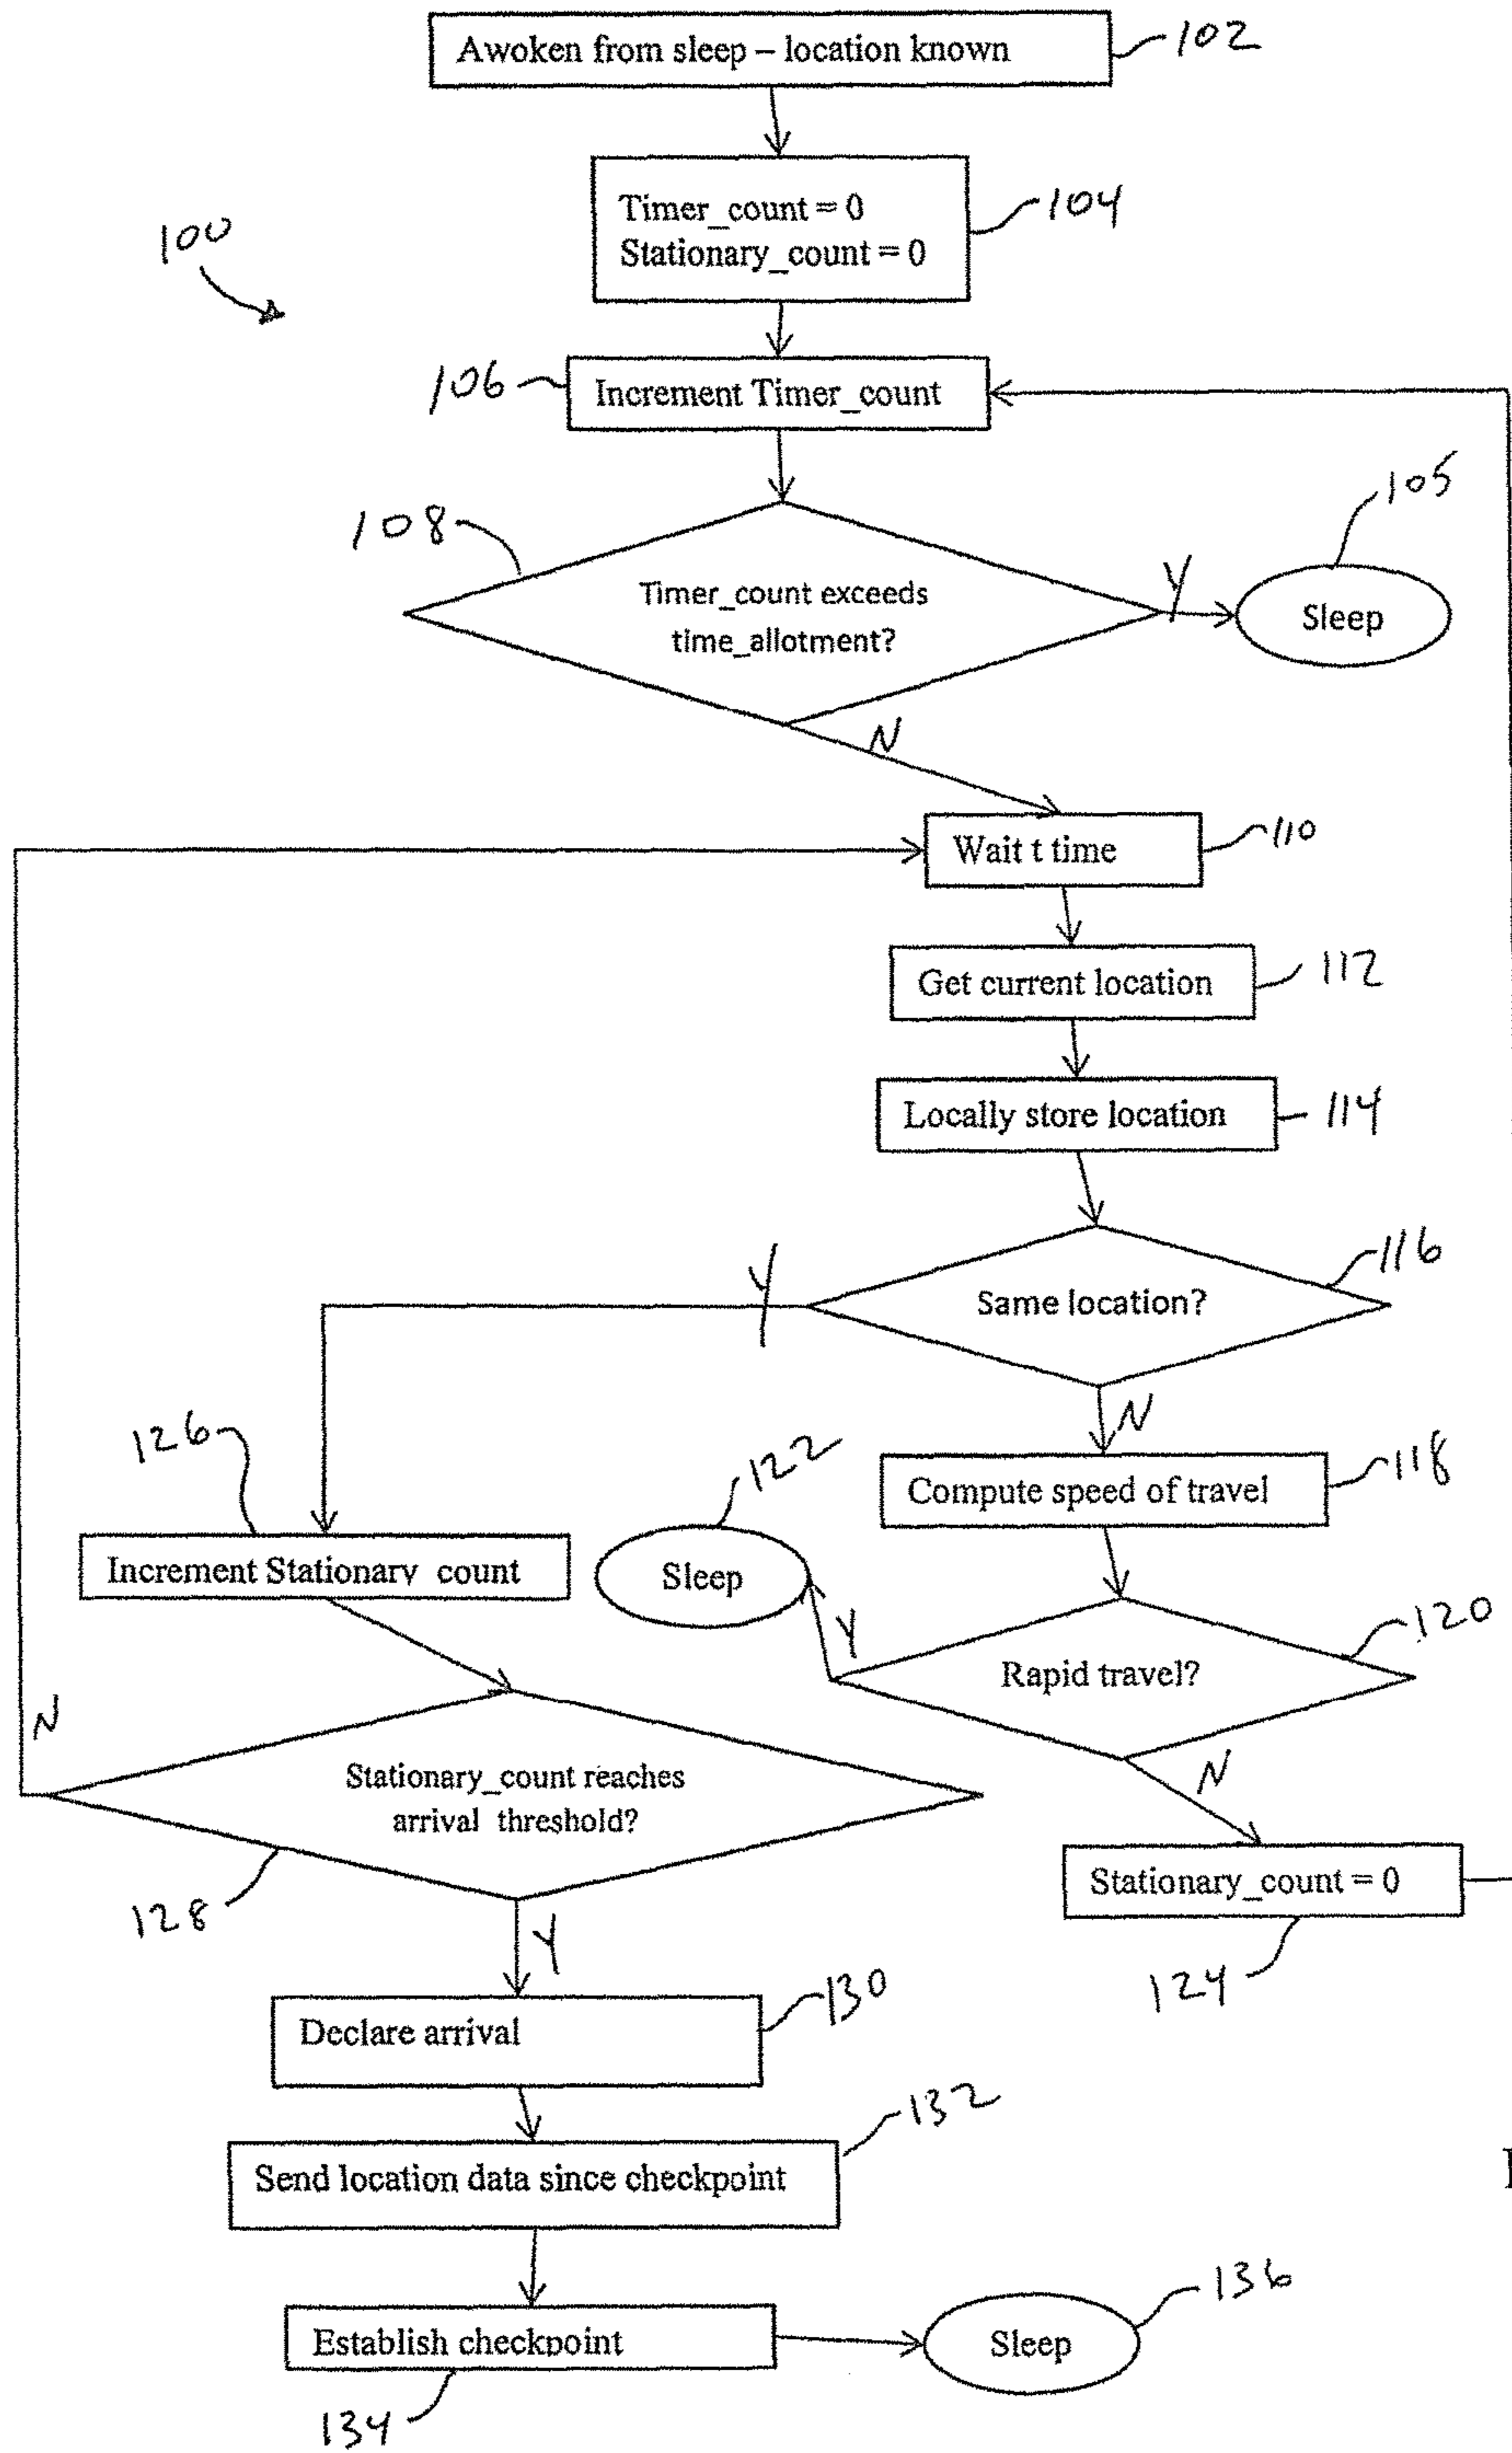 Awoken from sleep – location known
102
Timer_count = 0
Stationary_count = 0
104
100
106
Increment Timer_count
105
108
Timer_count exceeds
time_allotment?
Y
Sleep
N
Wait t time
110
Get current location
112
Locally store location
114
116
Y
Same location?
N
126
122
Compute speed of travel
118
Increment Stationary count
Sleep
Y
120
Rapid travel?
N
N
Stationary_count reaches
arrival threshold?
Stationary_count = 0
128
Y
124
130
Declare arrival
132
Send location data since checkpoint
136
Establish checkpoint
Sleep
134